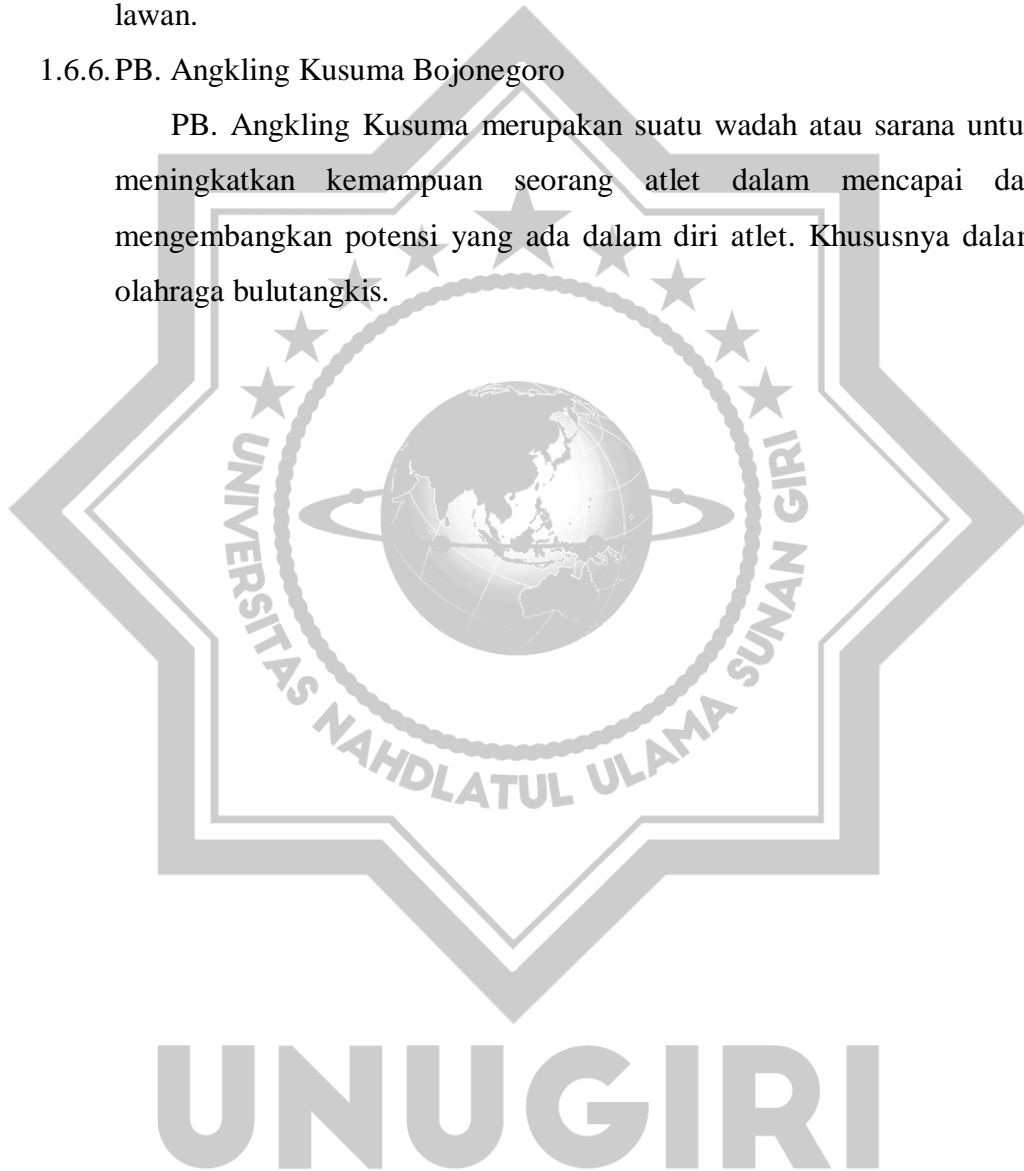 lawan.
1.6.6. PB. Angkling Kusuma Bojonegoro
PB. Angkling Kusuma merupakan suatu wadah atau sarana untu
meningkatkan kemampuan seorang atlet dalam mencapai da
mengembangkan potensi yang ada dalam diri atlet. Khususnya dalam
olahraga bulutangkis.
UNIVERSITAS NAHDLATUL ULAMA SUNAN GIRI
UNUGIRI